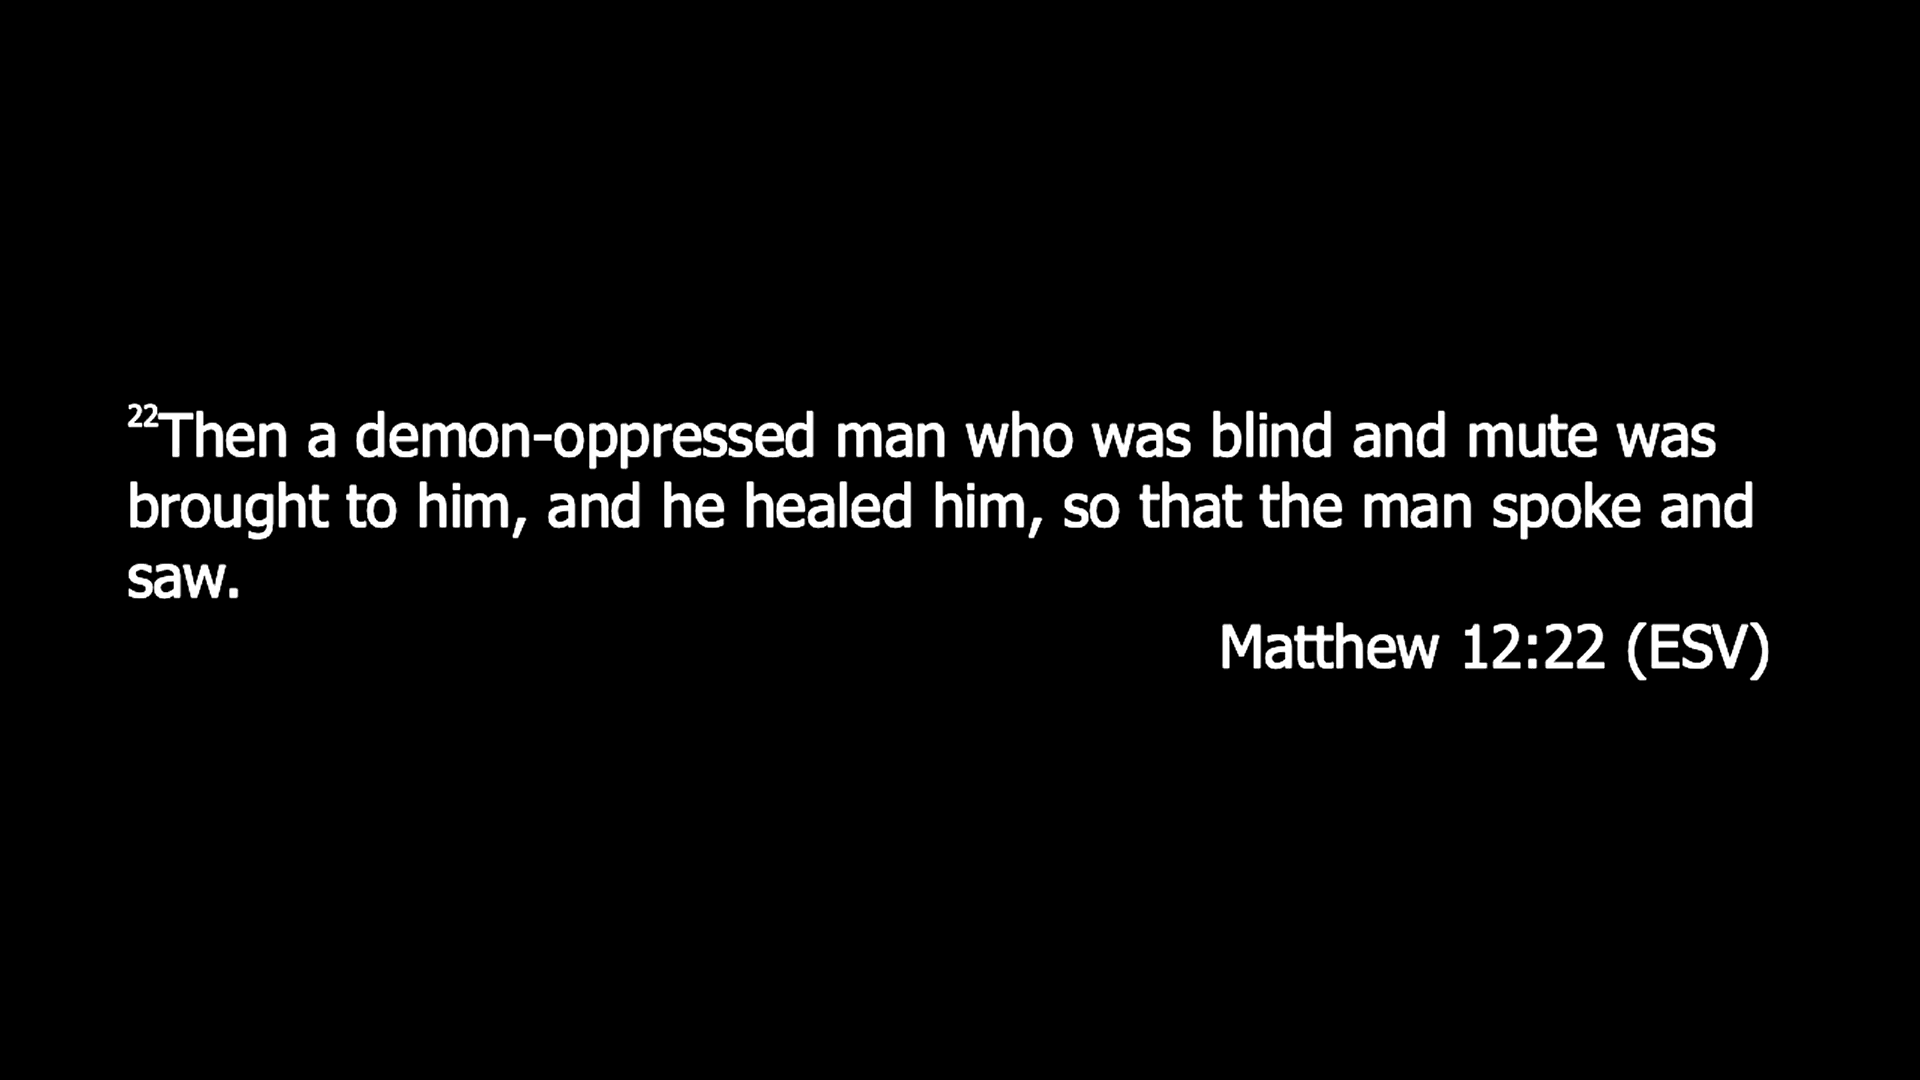 22Then a demon-oppressed man who was blind and mute was
brought to him, and he healed him, so that the man spoke and
saw.
Matthew 12:22 (ESV)